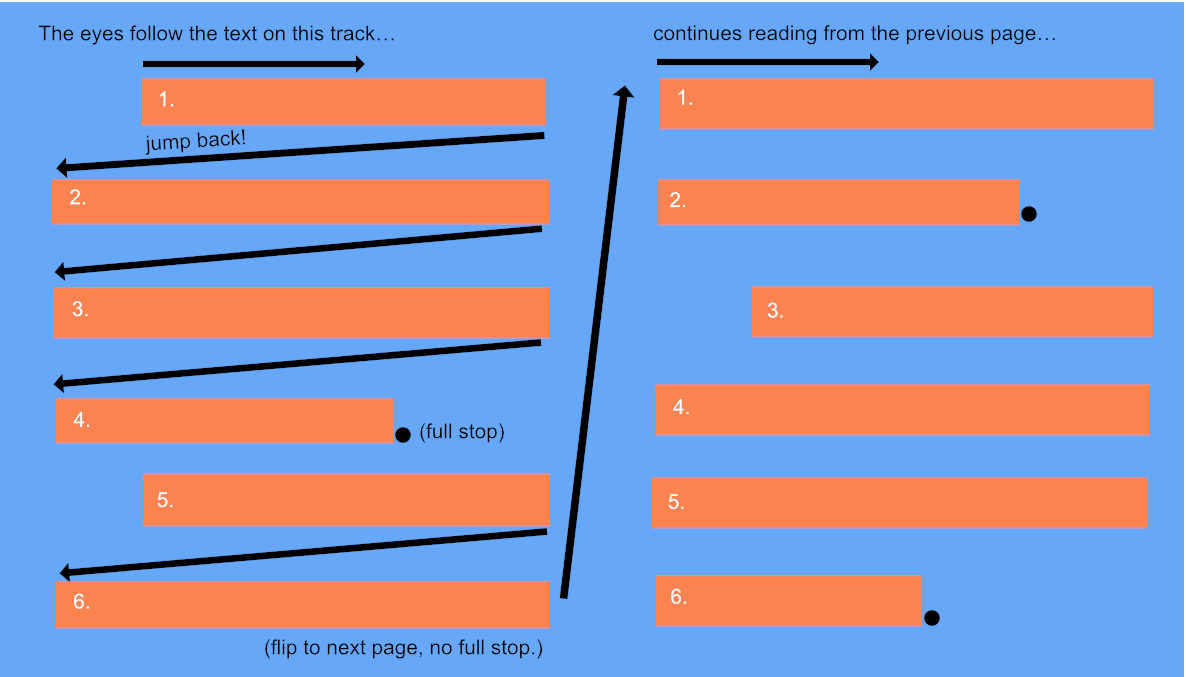 The eyes follow the text on this track…
1.
jump back!
2.
3.
4.
(full stop)
5.
6.
(flip to next page, no full stop.)
continues reading from the previous page…
1.
2.
3.
4.
5.
6.